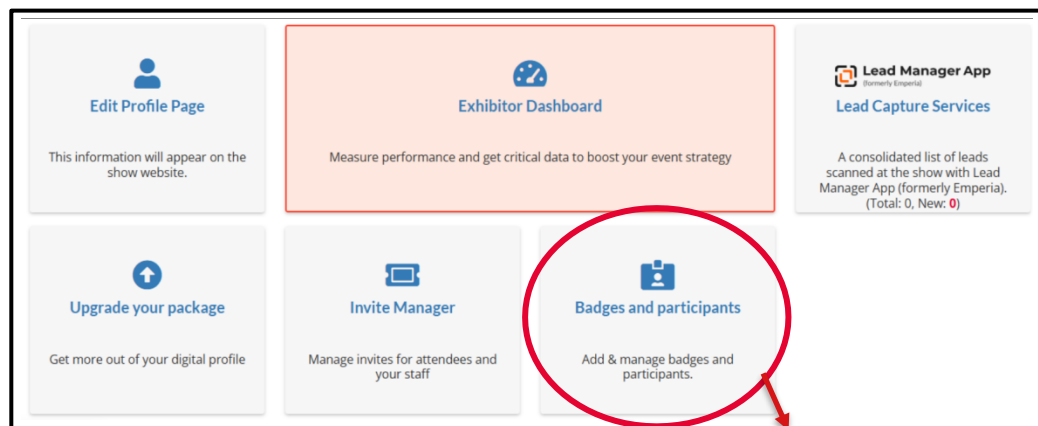 Edit Profile Page
This information will appear on the
show website.
Exhibitor Dashboard
Measure performance and get critical data to boost your event strategy
Lead Manager App
(formerly Emperia)
Lead Capture Services
A consolidated list of leads
scanned at the show with Lead
Manager App (formerly Emperia).
(Total: 0, New: 0)
Upgrade your package
Get more out of your digital profile
Invite Manager
Manage invites for attendees and
your staff
Badges and participants
Add & manage badges and
participants.